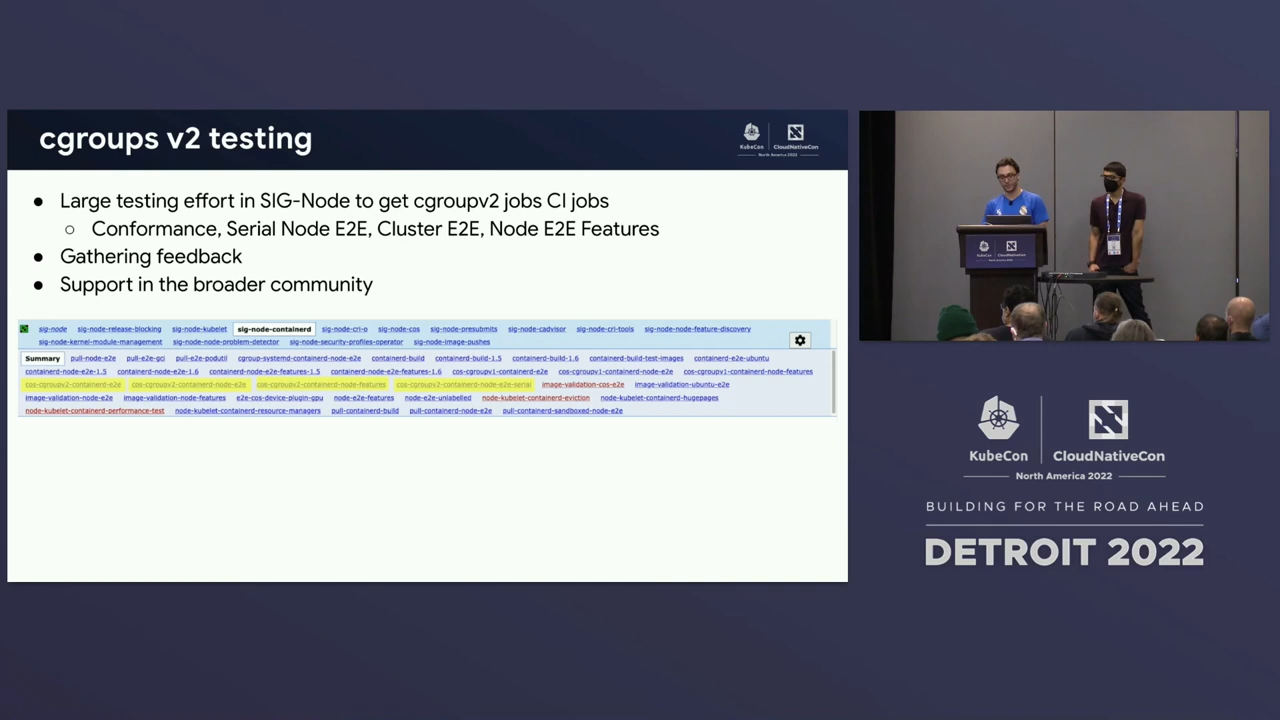 cgroups v2 testing
KubeCon CloudNativeCon
North America 2022
● Large testing effort in SIG-Node to get cgroupv2 jobs CI jobs
○ Conformance, Serial Node E2E, Cluster E2E, Node E2E Features
● Gathering feedback
● Support in the broader community
sig-node sig-node-release-blocking sig-node-kubelet sig-node-containerd sig-node-cri-o sig-node-cos sig-node-presubmits sig-node-cadvisor sig-node-cri-tools sig-node-node-feature-discovery
sig-node-kernel-module-management sig-node-node-problem-detector sig-node-security-profiles-operator sig-node-image-pushes
Summary pull-node-e2e pull-e2e-gci pull-e2e-podutil cgroup-systemd-containerd-node-e2e containerd-build containerd-build-1.5 containerd-build-1.6 containerd-build-test-images containerd-e2e-ubuntu
containerd-node-e2e-1.5 containerd-node-e2e-1.6 containerd-node-e2e-features-1.5 containerd-node-e2e-features-1.6 cos-cgroupv1-containerd-e2e cos-cgroupv1-containerd-node-e2e cos-cgroupv1-containerd-node-features
cos-cgroupv2-containerd-e2e cos-cgroupv2-containerd-node-e2e cos-cgroupv2-containerd-node-features cos-cgroupv2-containerd-node-e2e-serial image-validation-cos-e2e image-validation-ubuntu-e2e
image-validation-node-e2e image-validation-node-features e2e-cos-device-plugin-gpu node-e2e-features node-e2e-unlabelled node-kubelet-containerd-eviction node-kubelet-containerd-hugepages
node-kubelet-containerd-performance-test node-kubelet-containerd-resource-managers pull-containerd-build pull-containerd-node-e2e pull-containerd-sandboxed-node-e2e
KubeCon CloudNativeCon
North America 2022
BUILDING FOR THE ROAD AHEAD
DETROIT 2022